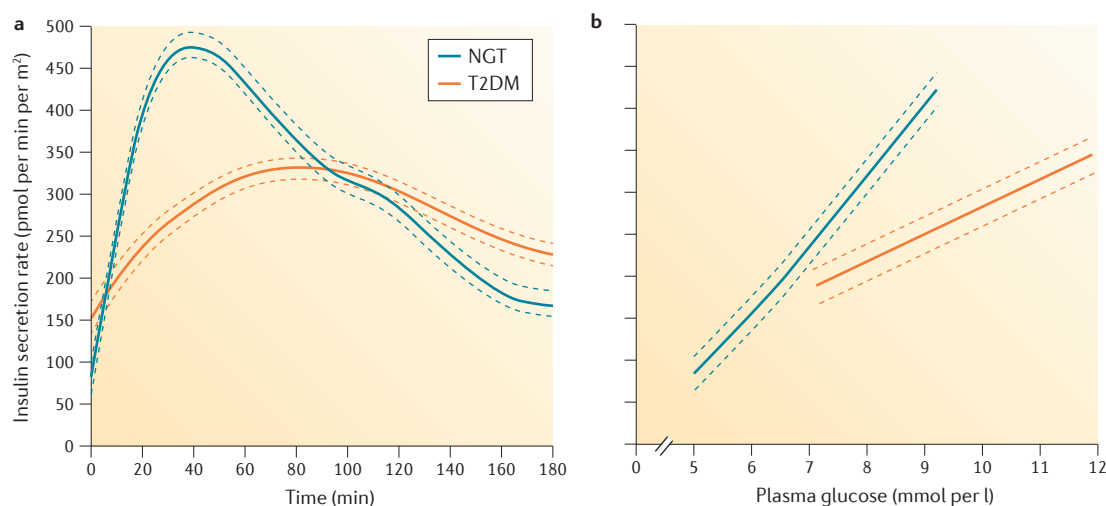 a
b
Insulin secretion rate (pmol per min per m²)
500
450
400
350
300
250
200
150
100
50
0
NGT
T2DM
0 20 40 60 80 100 120 140 160 180
Time (min)
0 5 6 7 8 9 10 11 12
Plasma glucose (mmol per l)